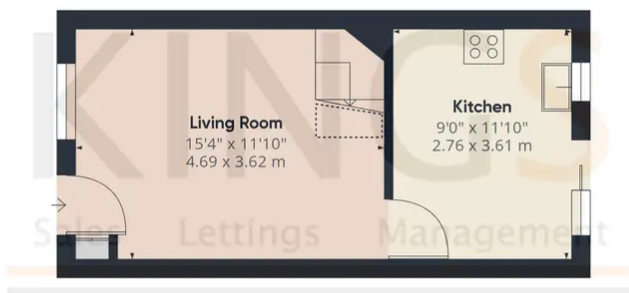 KINGS
Living Room
15'4" x 11'10"
4.69 x 3.62 m
Kitchen
9'0" x 11'10"
2.76 x 3.61 m
Sales Lettings Management